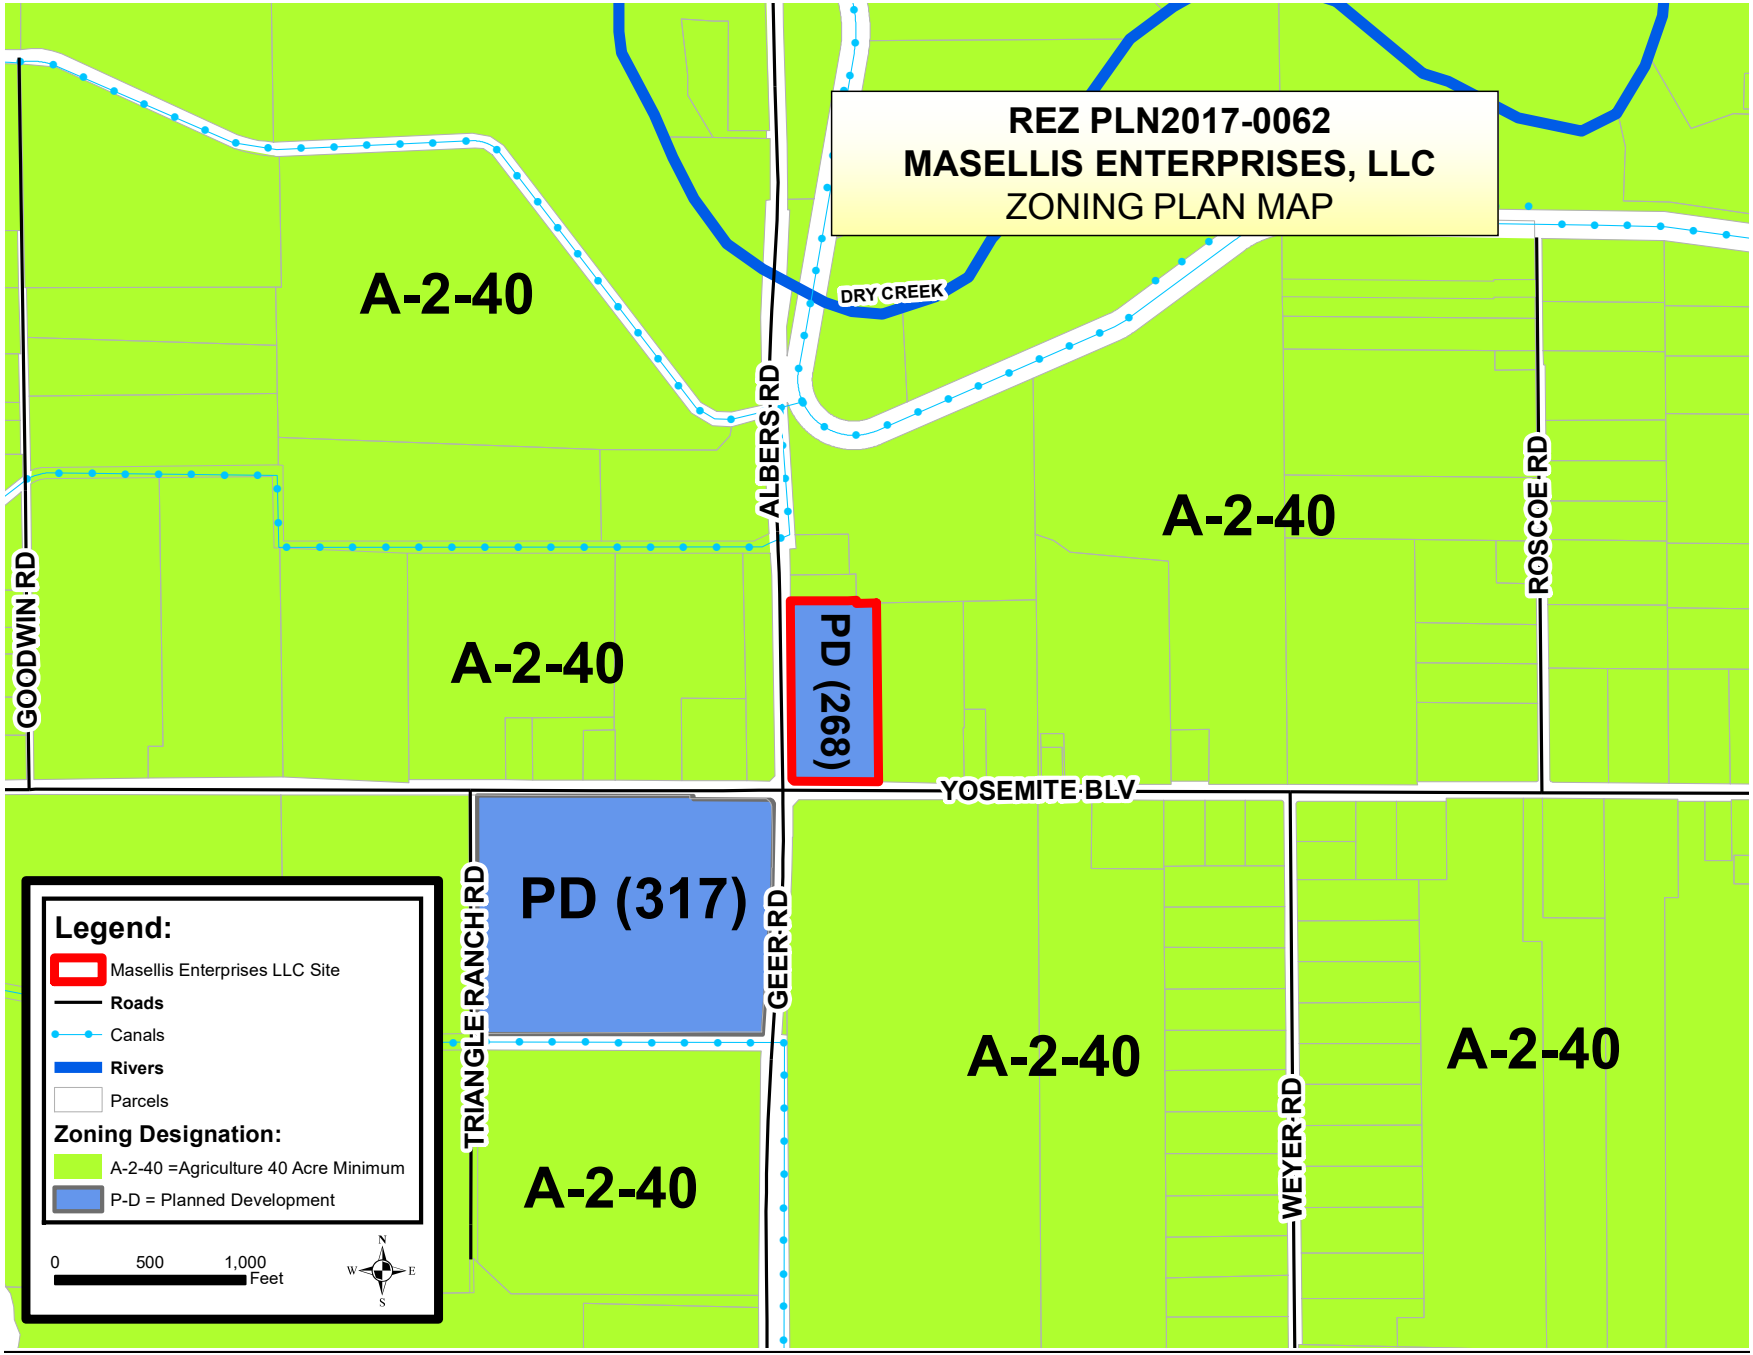 REZ PLN2017-0062
MASELLIS ENTERPRISES, LLC
ZONING PLAN MAP
A-2-40
DRY CREEK
ALBERS RD
A-2-40
ROSCOE RD
GOODWIN RD
A-2-40
PD (268)
YOSEMITE BLV
PD (317)
TRIANGLE RANCH RD
GEER RD
A-2-40
A-2-40
WEYER RD
A-2-40
Legend:
Masellis Enterprises LLC Site
Roads
Canals
Rivers
Parcels
Zoning Designation:
A-2-40 =Agriculture 40 Acre Minimum
P-D = Planned Development
0 500 1,000
Feet
N
W E
S